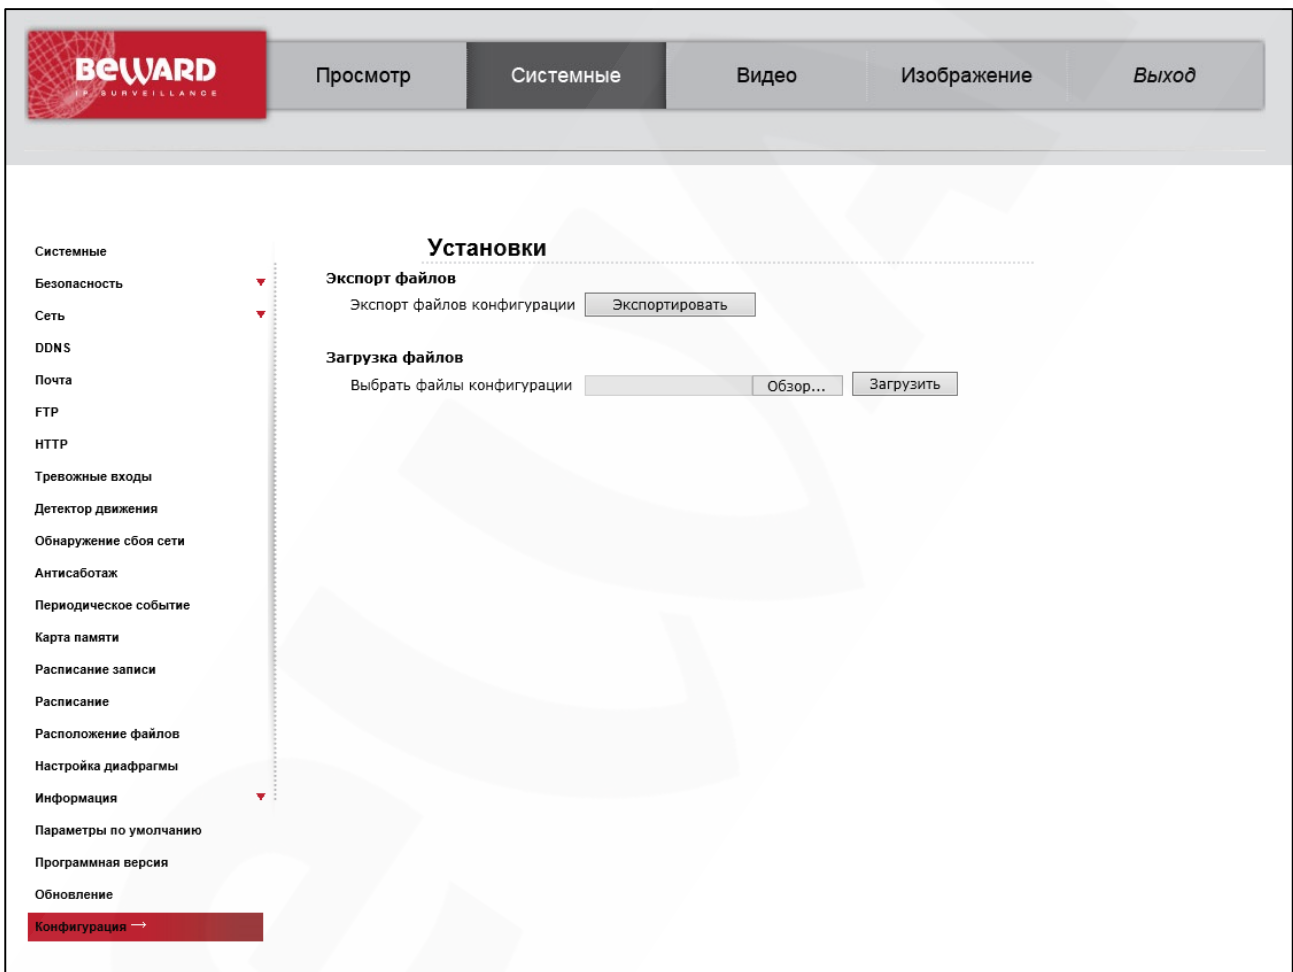 BEWARD
IP SURVEILLANCE
Просмотр
Системные
Видео
Изображение
Выход
Системные
Безопасность
Сеть
DDNS
Почта
FTP
HTTP
Тревожные входы
Детектор движения
Обнаружение сбоя сети
Антисаботаж
Периодическое событие
Карта памяти
Расписание записи
Расписание
Расположение файлов
Настройка диафрагмы
Информация
Параметры по умолчанию
Программная версия
Обновление
Конфигурация →
Установки
Экспорт файлов
Экспорт файлов конфигурации Экспортировать
Загрузка файлов
Выбрать файлы конфигурации Обзор... Загрузить